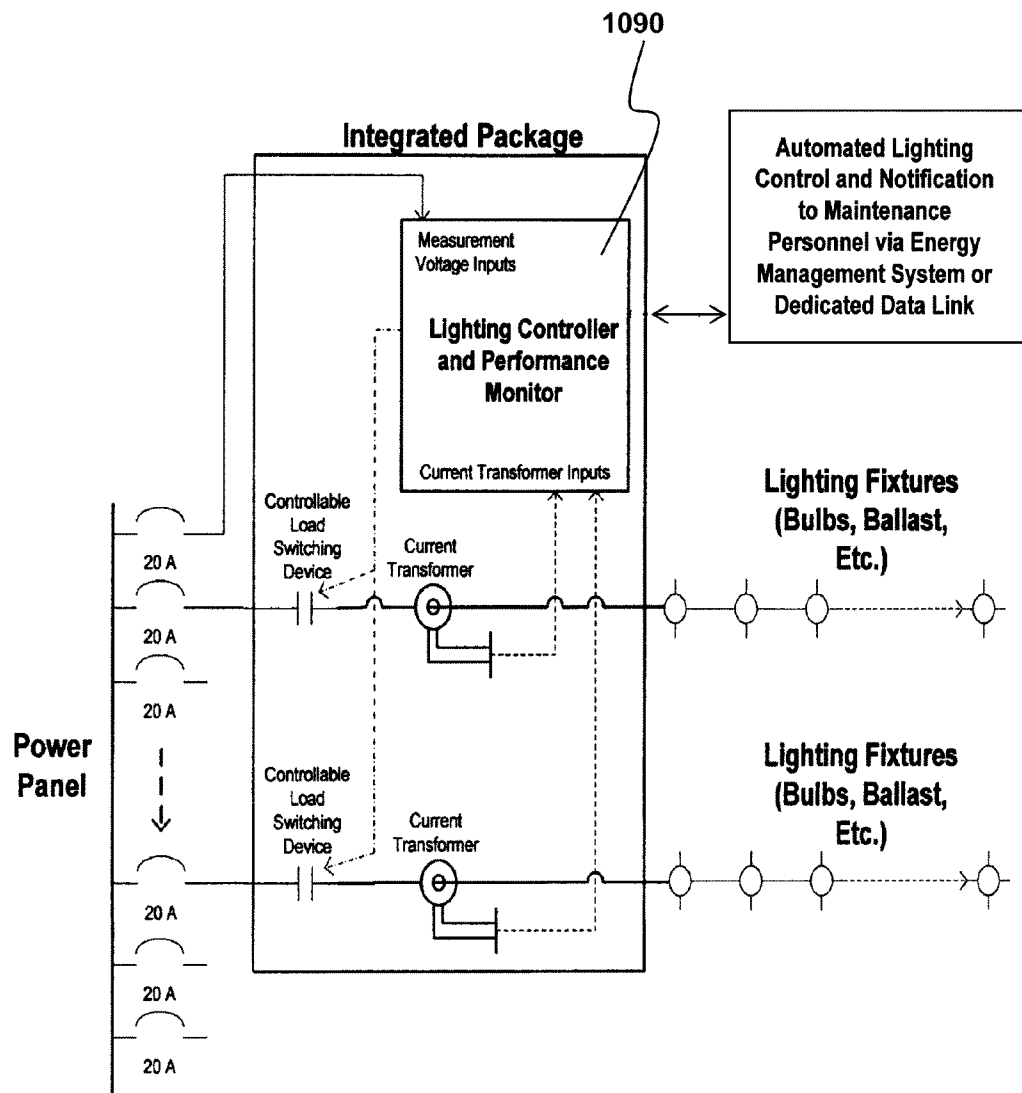 1090
Integrated Package
Automated Lighting
Control and Notification
to Maintenance
Personnel via Energy
Management System or
Dedicated Data Link
Measurement
Voltage Inputs
Lighting Controller
and Performance
Monitor
Current Transformer Inputs
Controllable
Load
Switching
Device
Current
Transformer
Lighting Fixtures
(Bulbs, Ballast,
Etc.)
20 A
20 A
20 A
Power
Panel
Controllable
Load
Switching
Device
Current
Transformer
Lighting Fixtures
(Bulbs, Ballast,
Etc.)
20 A
20 A
20 A